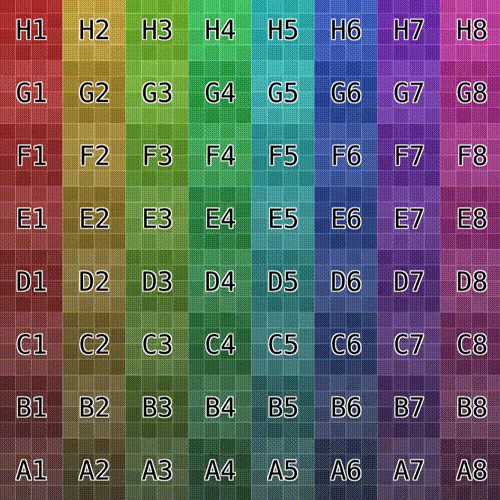 H1 H2 H3 H4 H5 H6 H7 H8
G1 G2 G3 G4 G5 G6 G7 G8
F1 F2 F3 F4 F5 F6 F7 F8
E1 E2 E3 E4 E5 E6 E7 E8
D1 D2 D3 D4 D5 D6 D7 D8
C1 C2 C3 C4 C5 C6 C7 C8
B1 B2 B3 B4 B5 B6 B7 B8
A1 A2 A3 A4 A5 A6 A7 A8